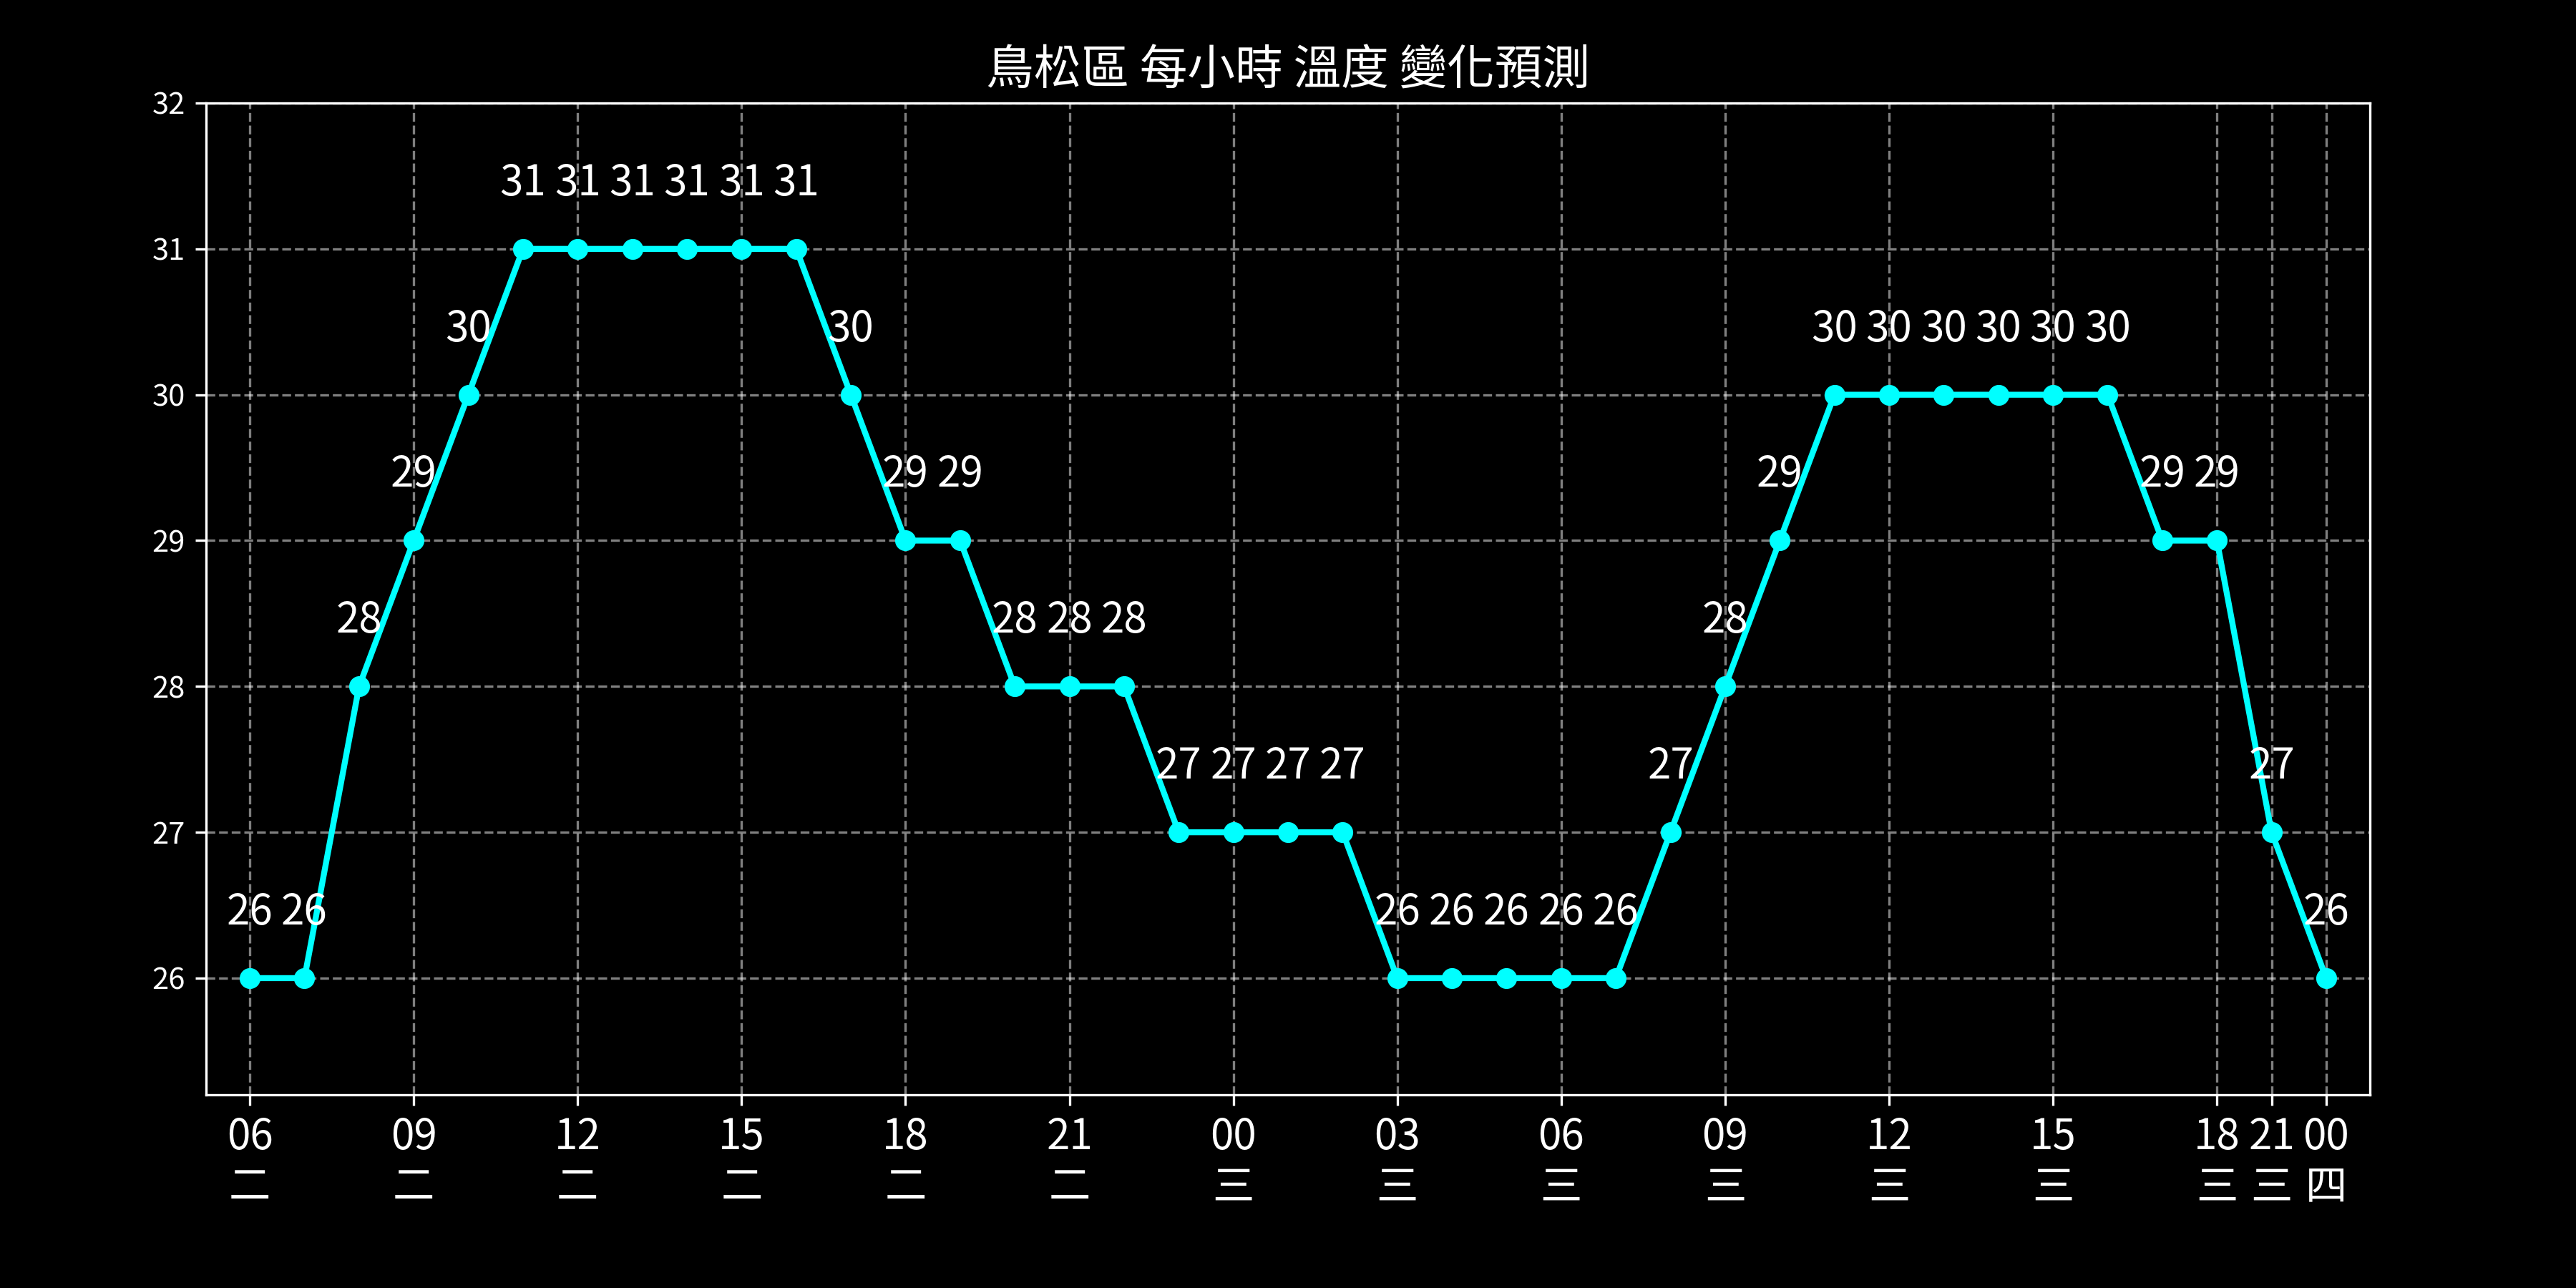 鳥松區 每小時 溫度 變化預測
32
31 31 31 31 31 31
31
30 30 30 30 30 30 30 30
30
29 29 29 29 29 29
29
28 28 28 28 28
28
27 27 27 27 27 27
27
26 26 26 26 26 26 26 26
26
06 09 12 15 18 21 00 03 06 09 12 15 18 21 00
二 二 二 二 二 二 三 三 三 三 三 三 三 三 四